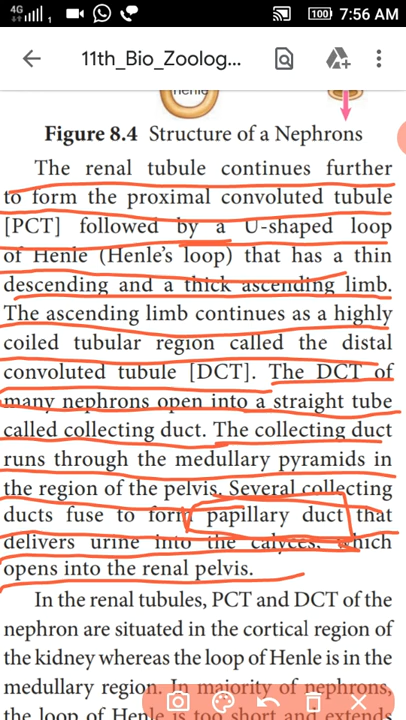 4G 100 7:56 AM
11th_Bio_Zoolog...
Henle
Figure 8.4 Structure of a Nephrons
The renal tubule continues further
to form the proximal convoluted tubule
[PCT] followed by a U-shaped loop
of Henle (Henle's loop) that has a thin
descending and a thick ascending limb.
The ascending limb continues as a highly
coiled tubular region called the distal
convoluted tubule [DCT]. The DCT of
many nephrons open into a straight tube
called collecting duct. The collecting duct
runs through the medullary pyramids in
the region of the pelvis. Several collecting
ducts fuse to form papillary duct that
delivers urine into the calyces, which
opens into the renal pelvis.
In the renal tubules, PCT and DCT of the
nephron are situated in the cortical region of
the kidney whereas the loop of Henle is in the
medullary region. In majority of nephrons,
the loop of Henle is too short and extends